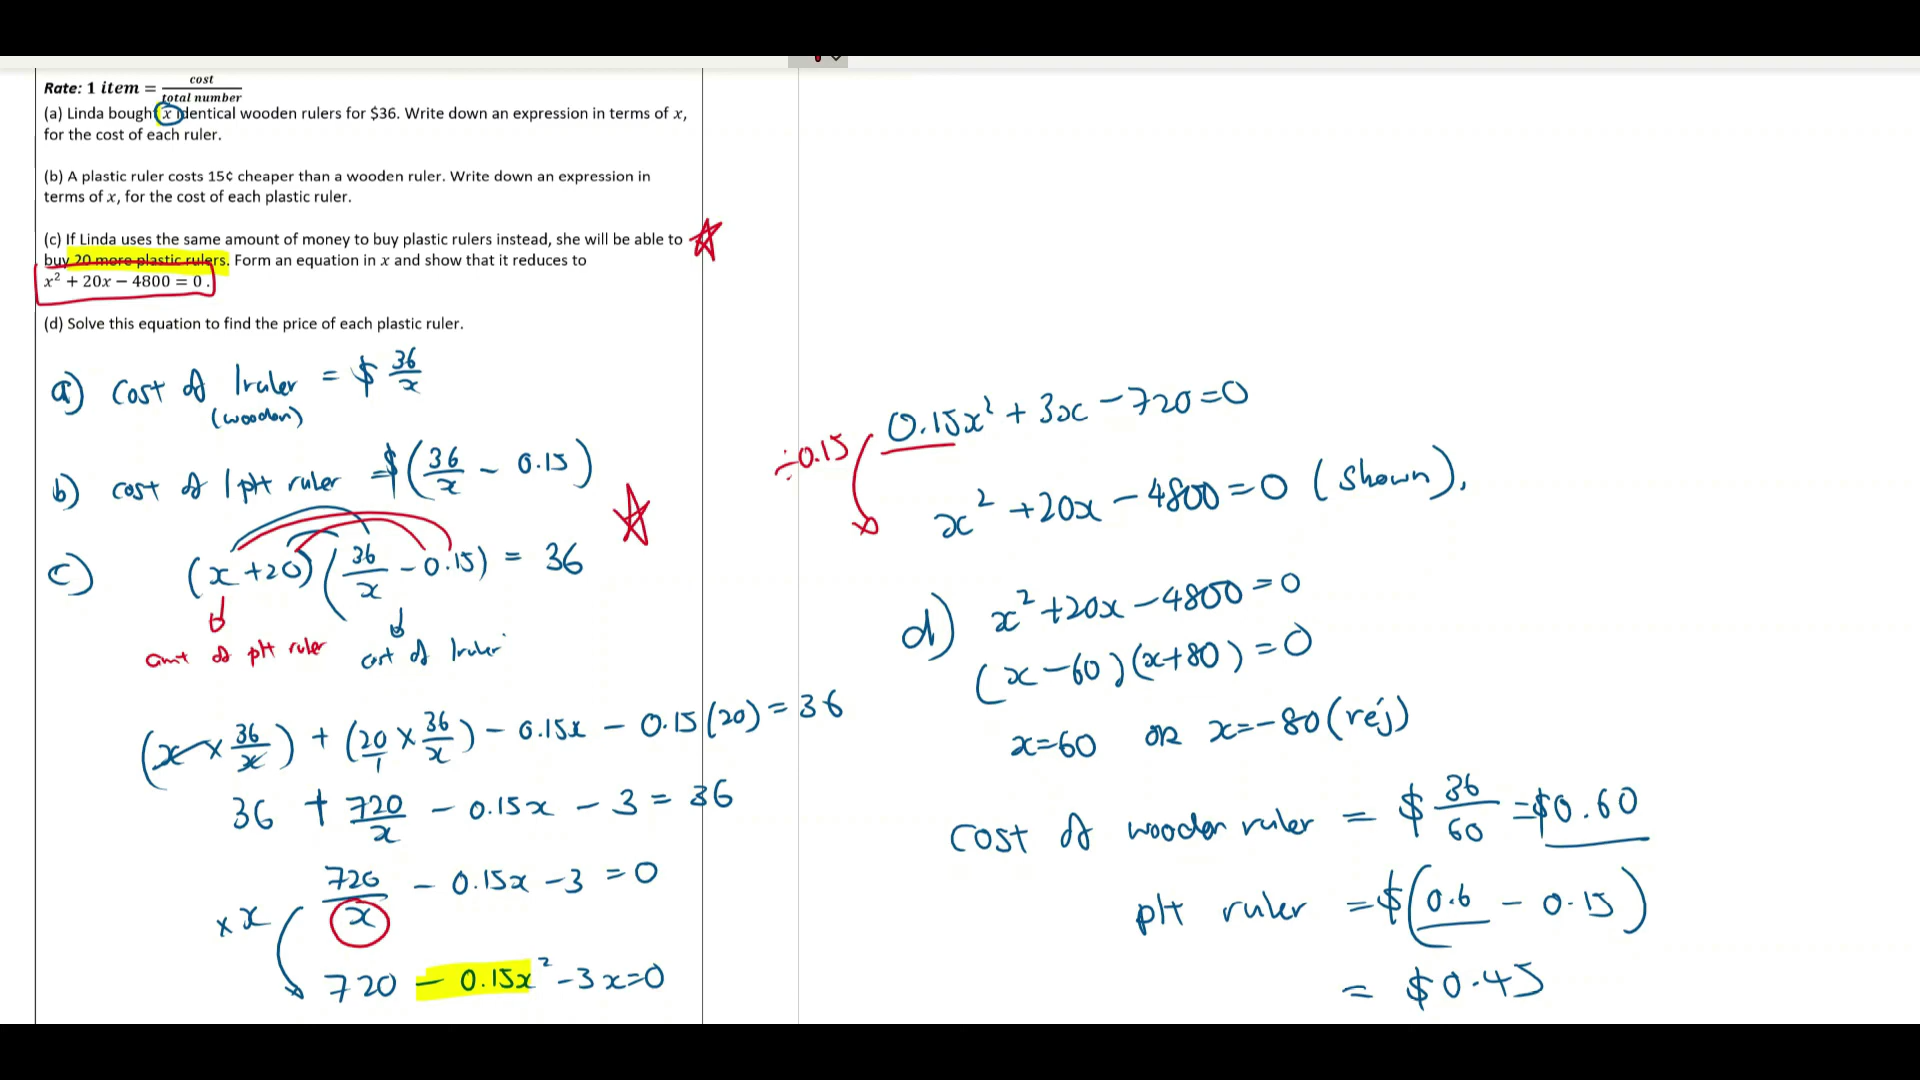 Rate: 1 item = cost / total number
(a) Linda bought x identical wooden rulers for $36. Write down an expression in terms of x,
for the cost of each ruler.
(b) A plastic ruler costs 15¢ cheaper than a wooden ruler. Write down an expression in
terms of x, for the cost of each plastic ruler.
(c) If Linda uses the same amount of money to buy plastic rulers instead, she will be able to
buy 20 more plastic rulers. Form an equation in x and show that it reduces to
x² + 20x − 4800 = 0 .
(d) Solve this equation to find the price of each plastic ruler.
a) cost of 1 ruler = $ 36/x
(wooden)
b) cost of 1 plt ruler = $(36/x − 0.15)
c) (x+20)(36/x − 0.15) = 36
amt of plt ruler cost of 1 ruler
(x × 36/x) + (20/1 × 36/x) − 0.15x − 0.15(20) = 36
36 + 720/x − 0.15x − 3 = 36
720/x − 0.15x − 3 = 0
× x
720 − 0.15x² − 3x = 0
0.15x² + 3x − 720 = 0
÷0.15
x² + 20x − 4800 = 0 (shown),
d) x² + 20x − 4800 = 0
(x − 60)(x + 80) = 0
x = 60 or x = −80 (rej)
cost of wooden ruler = $ 36/60 = $0.60
plt ruler = $(0.6 − 0.15)
= $0.45